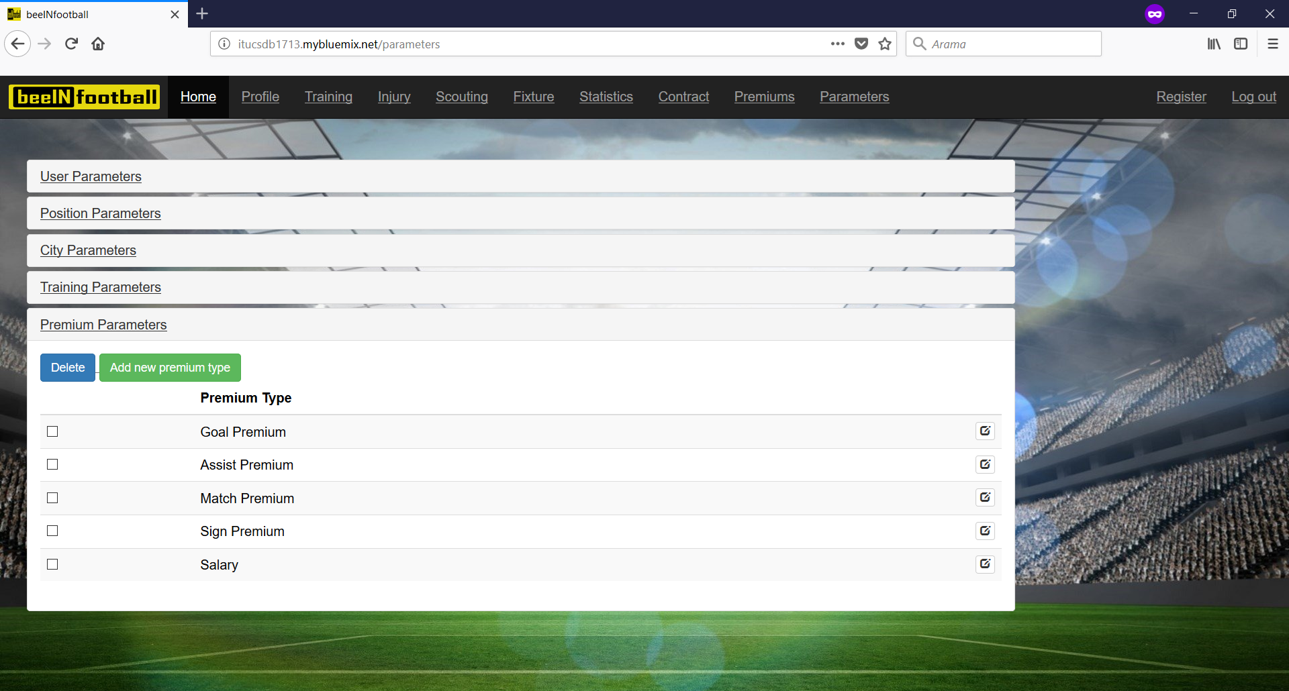 beeINfootball
itucsdb1713.mybluemix.net/parameters
Arama
beeINfootball Home Profile Training Injury Scouting Fixture Statistics Contract Premiums Parameters Register Log out
User Parameters
Position Parameters
City Parameters
Training Parameters
Premium Parameters
Delete Add new premium type
Premium Type
Goal Premium
Assist Premium
Match Premium
Sign Premium
Salary